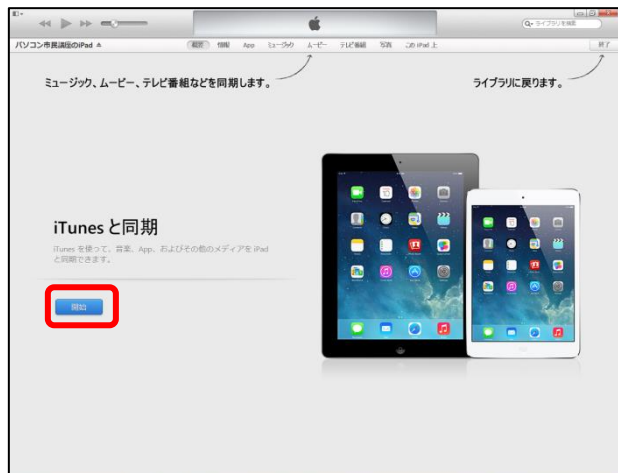 ライブラリを検索
パソコン市民講座のiPad
概要 情報 App ミュージック ムービー テレビ番組 写真 この iPad 上
終了
ミュージック、ムービー、テレビ番組などを同期します。
ライブラリに戻ります。
iTunes と同期
iTunes を使って、音楽、App、およびその他のメディアを iPad
と同期できます。
開始